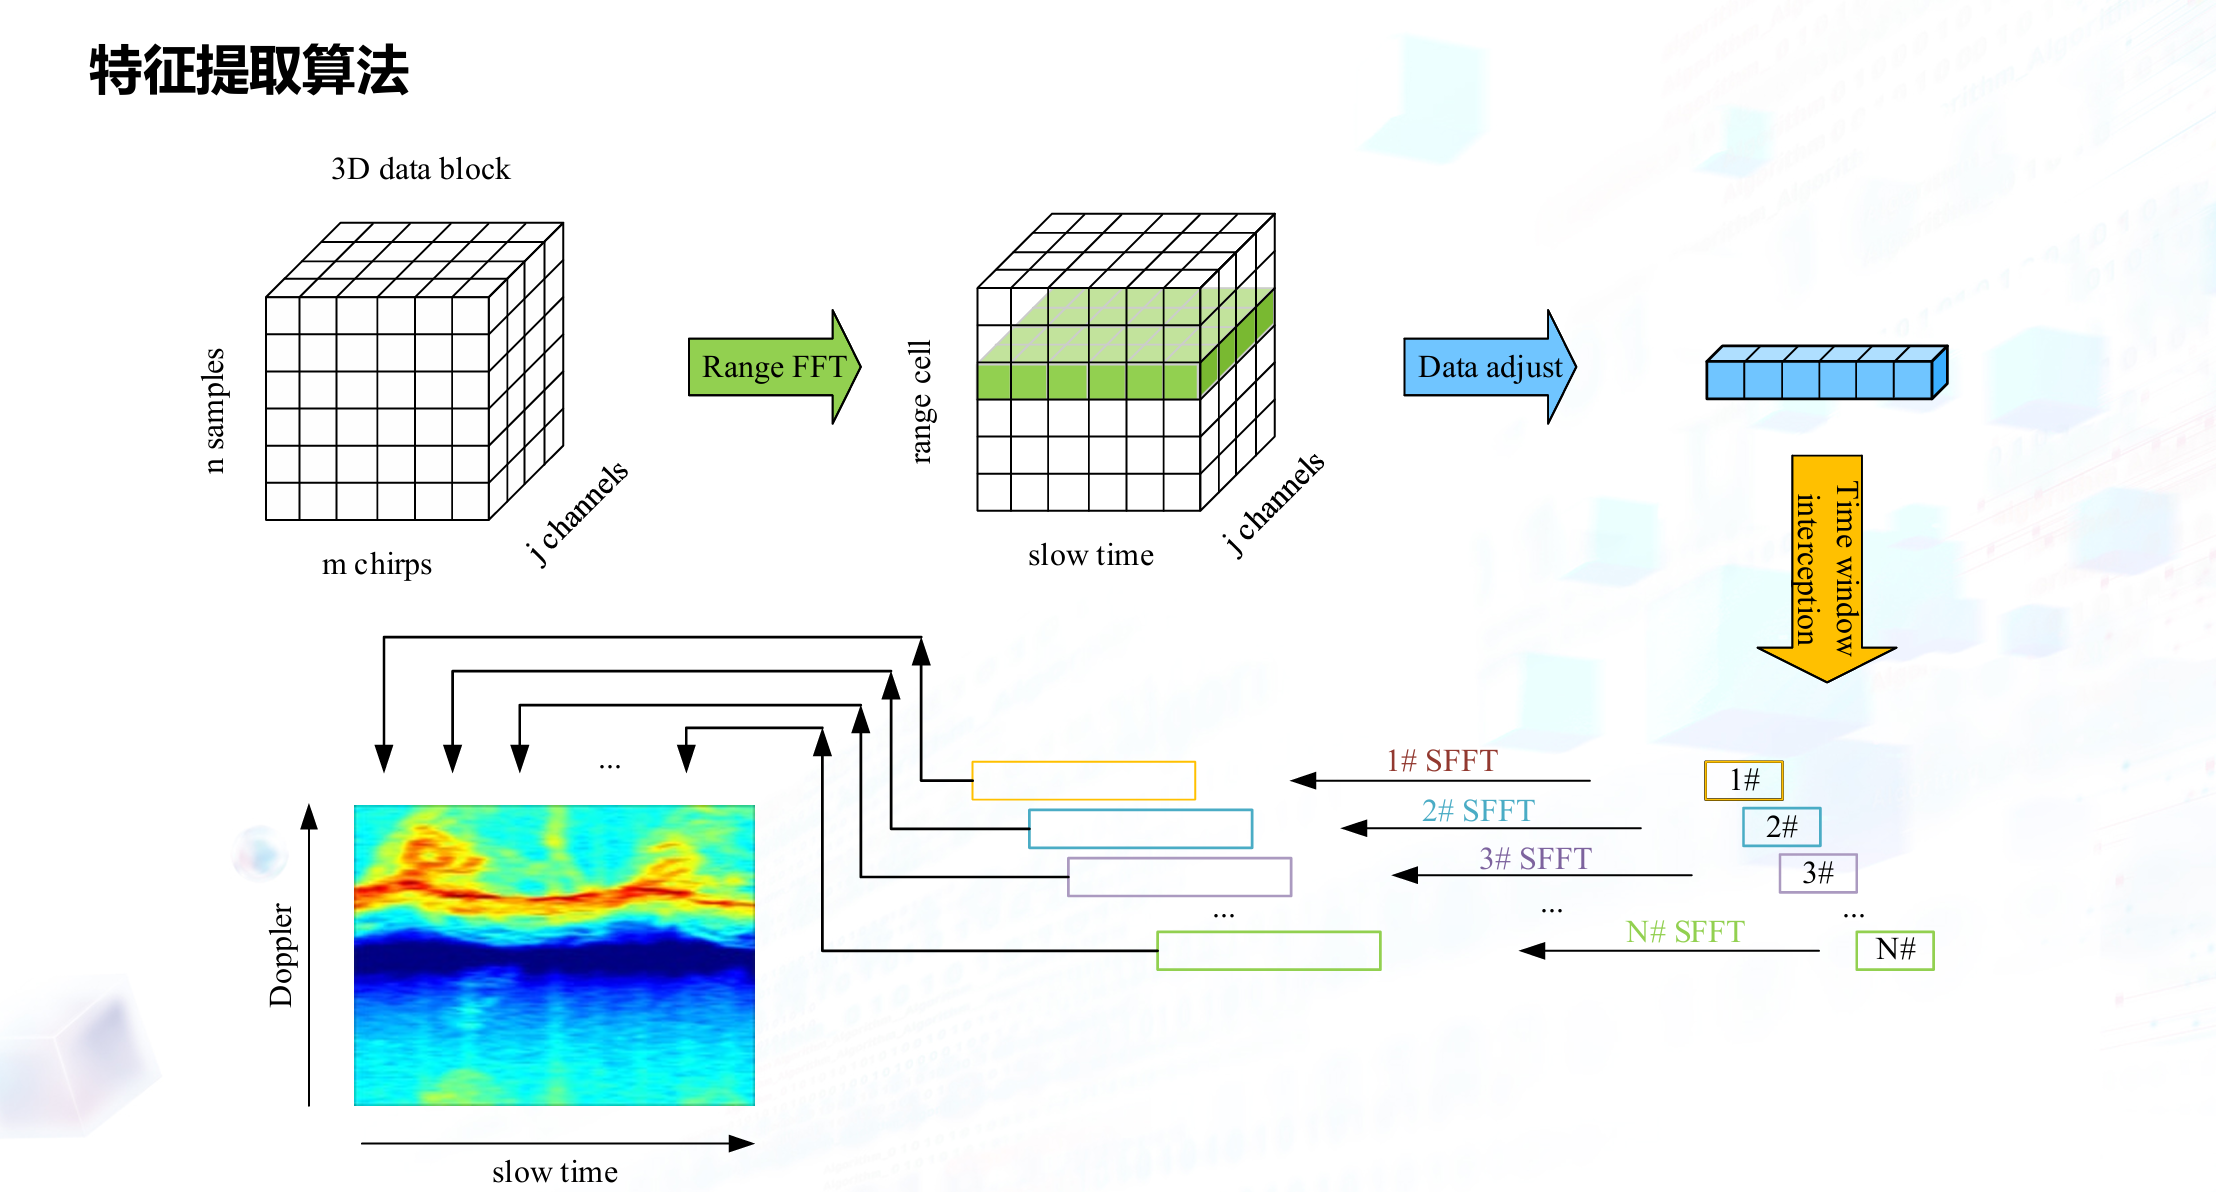 特征提取算法
3D data block
n samples
m chirps
j channels
Range FFT
range cell
slow time
j channels
Data adjust
Time window
interception
1# SFFT
1#
2# SFFT
2#
3# SFFT
3#
...
...
...
...
N# SFFT
N#
Doppler
slow time